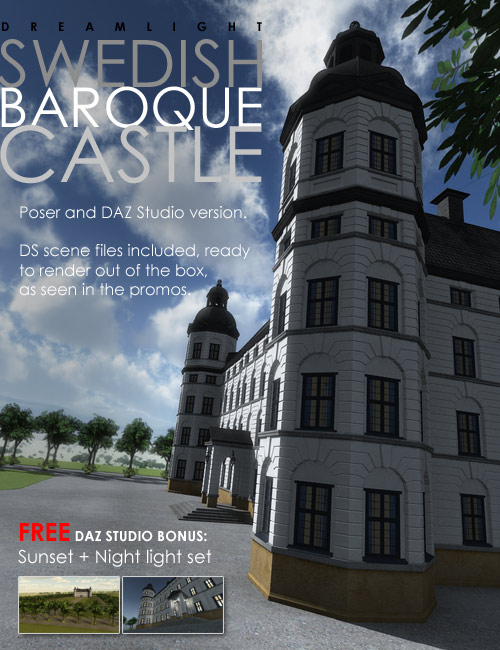 DREAMLIGHT
SWEDISH
BAROQUE
CASTLE
Poser and DAZ Studio version.
DS scene files included, ready
to render out of the box,
as seen in the promos.
FREE DAZ STUDIO BONUS:
Sunset + Night light set